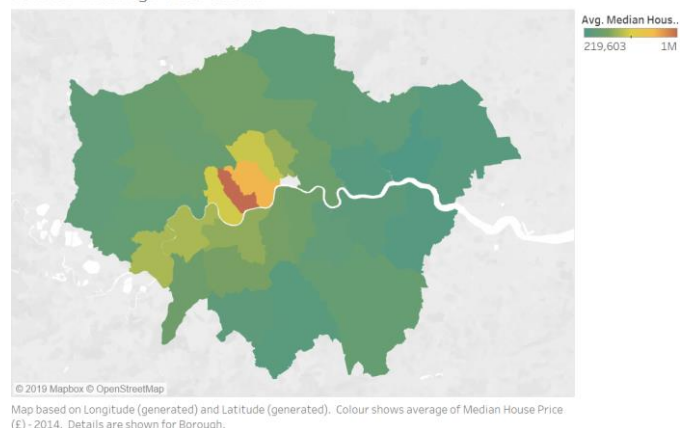 Avg. Median Hous..
219,603 1M
© 2019 Mapbox © OpenStreetMap
Map based on Longitude (generated) and Latitude (generated). Colour shows average of Median House Price
(£) - 2014. Details are shown for Borough.